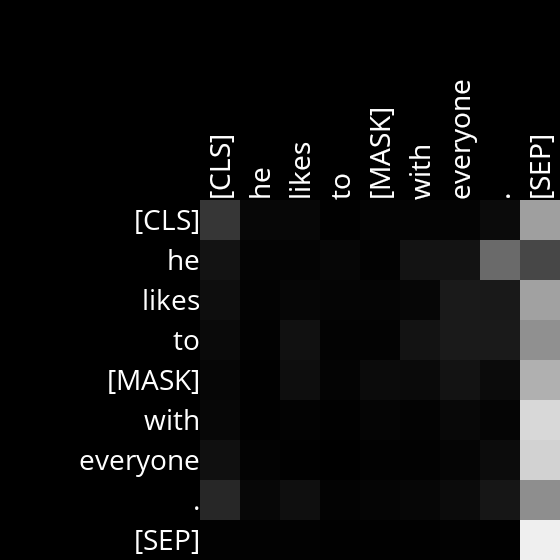 [CLS] he likes to [MASK] with everyone . [SEP]
[CLS]
he
likes
to
[MASK]
with
everyone
.
[SEP]